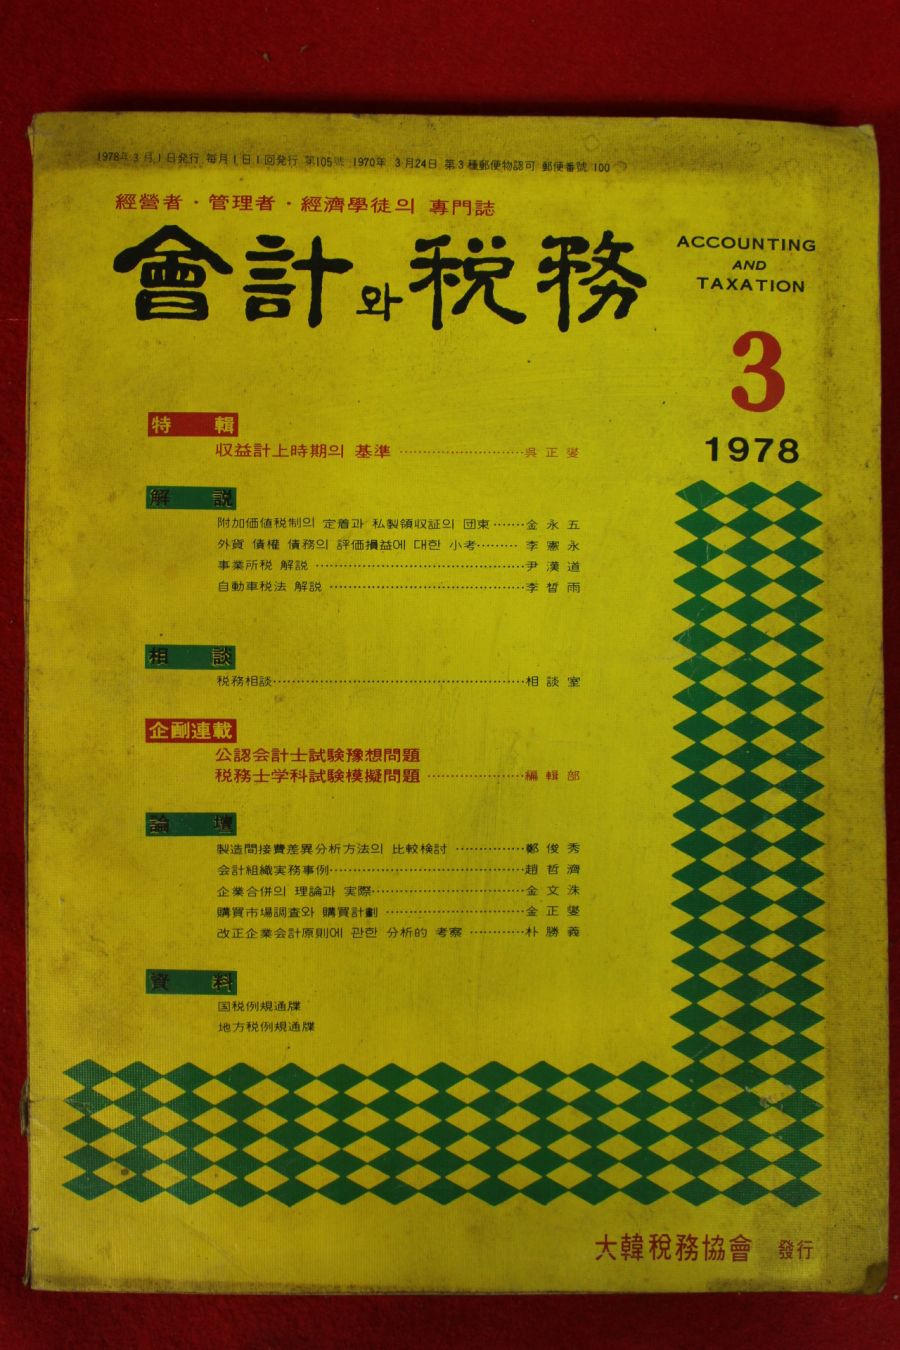 1978年 3月 1日発行 毎月1日1回発行 第105號 1970年 3月24日 第3種郵便物認可 郵便番號 100
經營者・管理者・經濟學徒의 專門誌
會計와 税務
ACCOUNTING
AND
TAXATION
3
1978
特輯
収益計上時期의 基準 ························ 吳正燮
解説
附加価値税制의 定着과 私製領収証의 団束 ······· 金永五
外貨 債權 債務의 評価損益에 대한 小考 ········· 李憲永
事業所税 解説 ········································ 尹漢道
自動車税法 解説 ······································ 李晳雨
相談
税務相談 ················································ 相談室
企劃連載
公認会計士試験豫想問題
税務士学科試験模擬問題 ··················· 編輯部
論壇
製造間接費差異分析方法의 比較検討 ············· 鄭俊秀
会計組織実務事例 ······································ 趙哲濟
企業合併의 理論과 実際 ······························ 金文洙
購買市場調査와 購買計劃 ··························· 金正燮
改正企業会計原則에 관한 分析的 考察 ··········· 朴勝義
資料
国税例規通牒
地方税例規通牒
大韓税務協會 發行